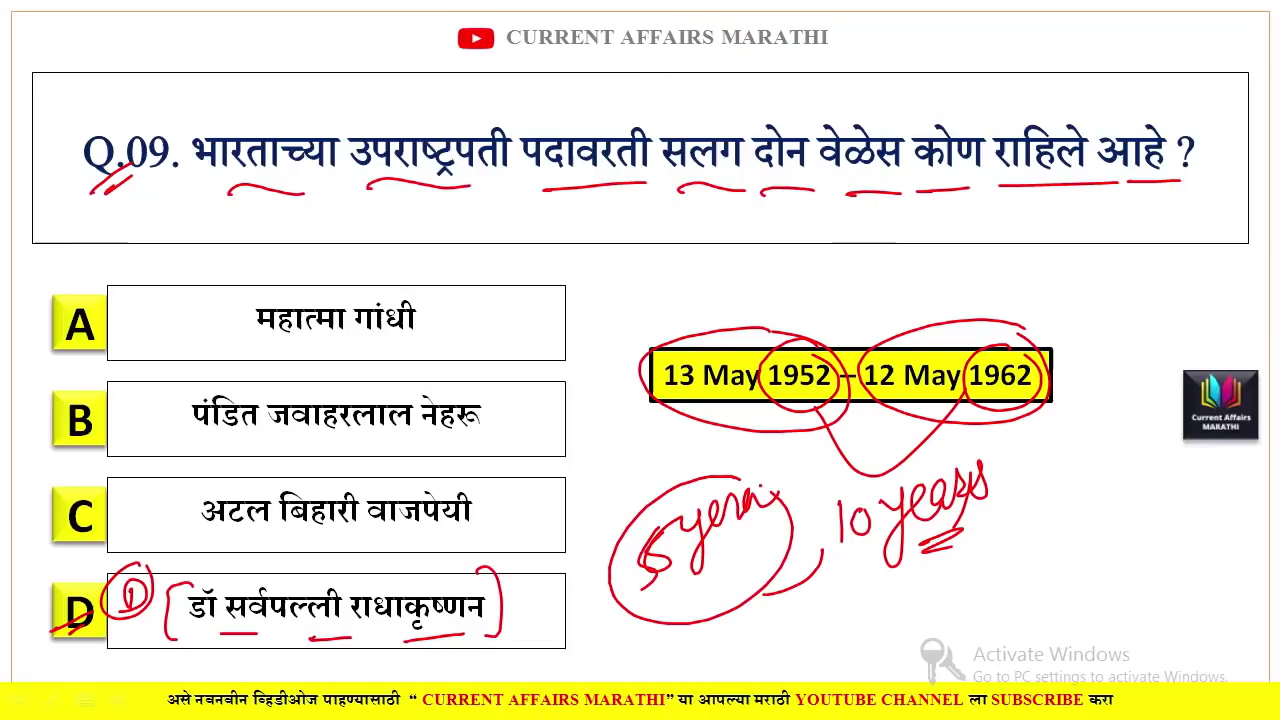 CURRENT AFFAIRS MARATHI
Q.09. भारताच्या उपराष्ट्रपती पदावरती सलग दोन वेळेस कोण राहिले आहे ?
A महात्मा गांधी
B पंडित जवाहरलाल नेहरू
C अटल बिहारी वाजपेयी
D डॉ सर्वपल्ली राधाकृष्णन
13 May 1952 – 12 May 1962
10 years
Current Affairs
MARATHI
Activate Windows
Go to PC settings to activate Windows.
असे नवनवीन व्हिडीओज पाहण्यासाठी “ CURRENT AFFAIRS MARATHI” या आपल्या मराठी YOUTUBE CHANNEL ला SUBSCRIBE करा